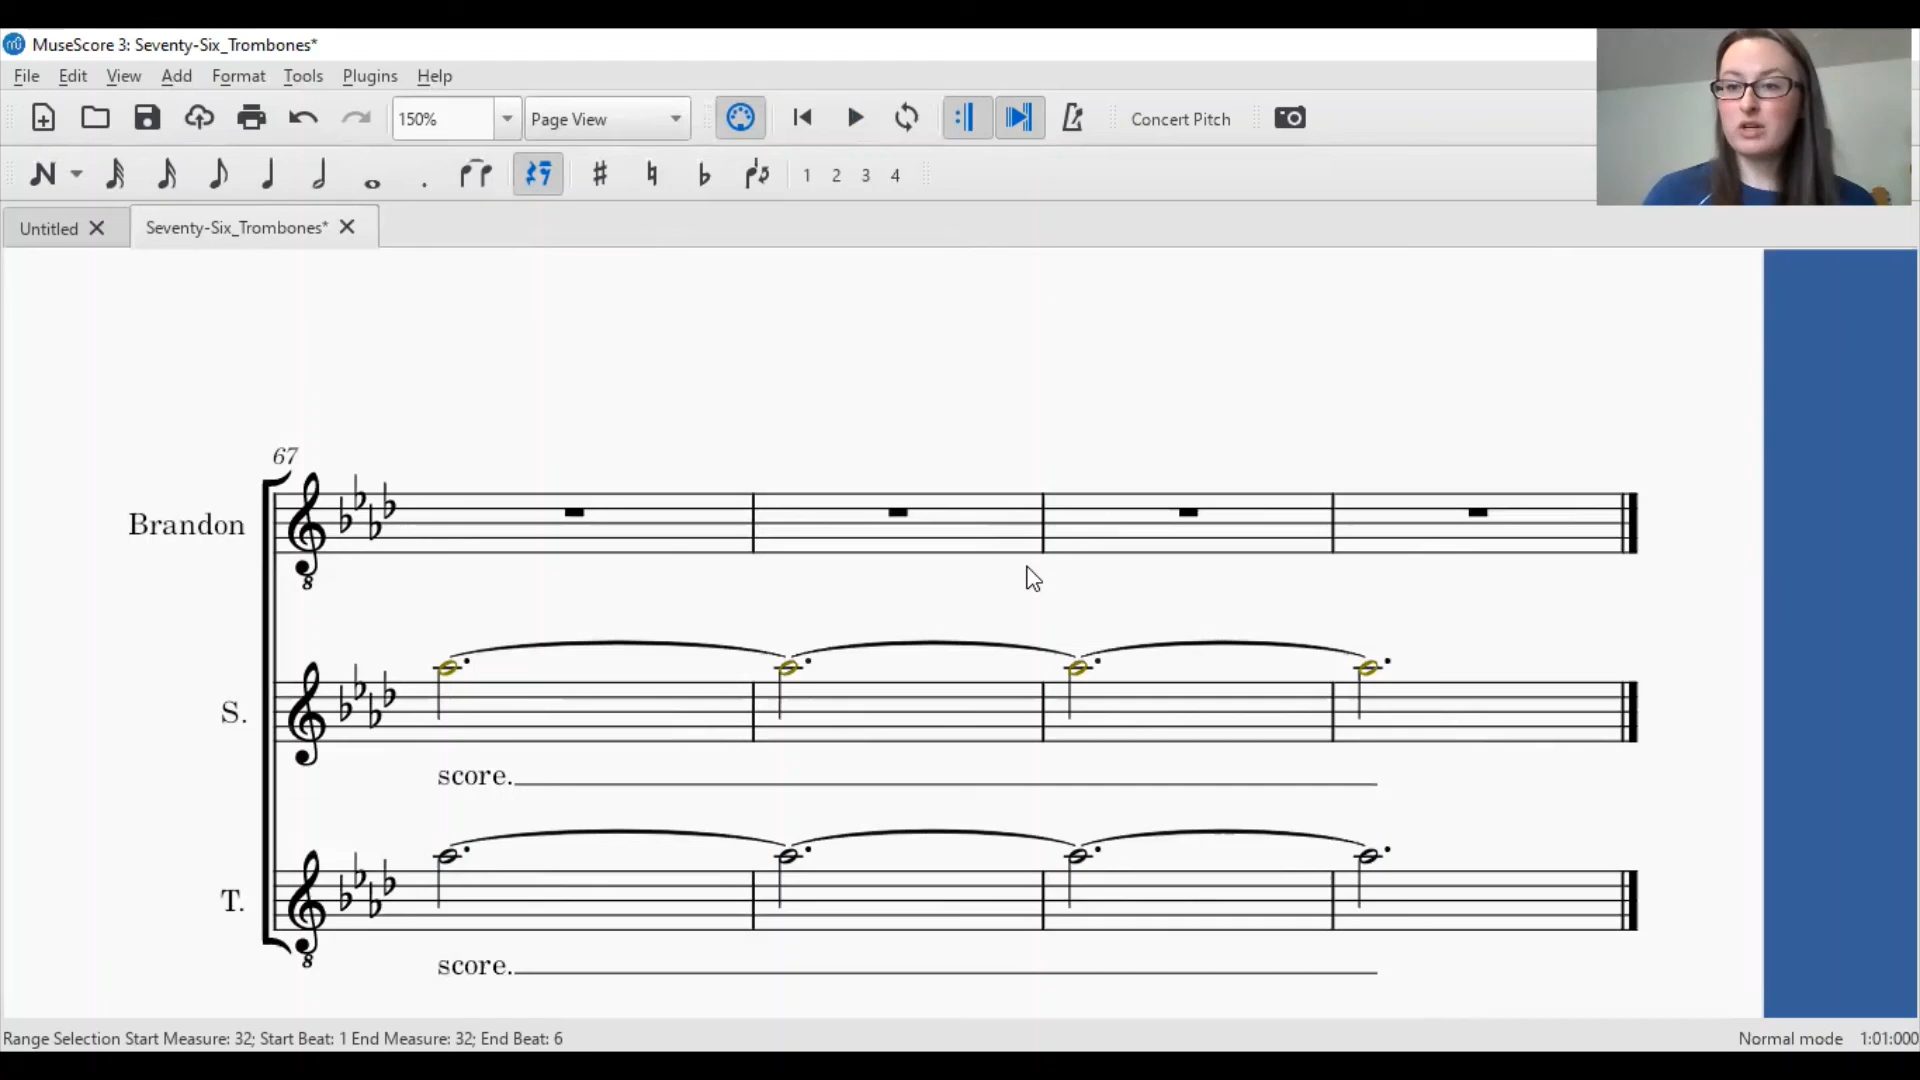 MuseScore 3: Seventy-Six_Trombones*
File Edit View Add Format Tools Plugins Help
150% Page View Concert Pitch
1 2 3 4
Untitled Seventy-Six_Trombones*
67
Brandon
8
S.
score.
T.
8
score.
Range Selection Start Measure: 32; Start Beat: 1 End Measure: 32; End Beat: 6 Normal mode 1:01:000